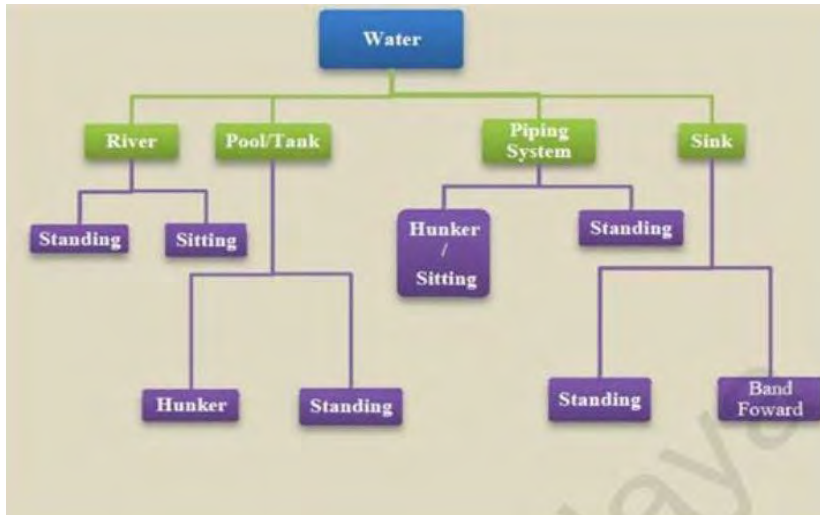 Water
River
Pool/Tank
Piping
System
Sink
Standing
Sitting
Hunker
/
Sitting
Standing
Hunker
Standing
Standing
Band
Foward